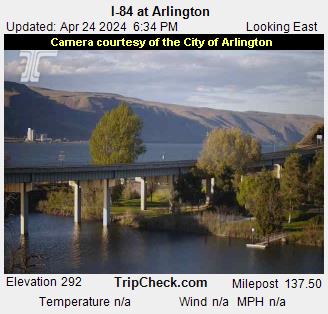 I-84 at Arlington
Updated: Apr 24 2024 6:34 PM Looking East
Camera courtesy of the City of Arlington
Elevation 292 TripCheck.com Milepost 137.50
Temperature n/a Wind n/a MPH n/a